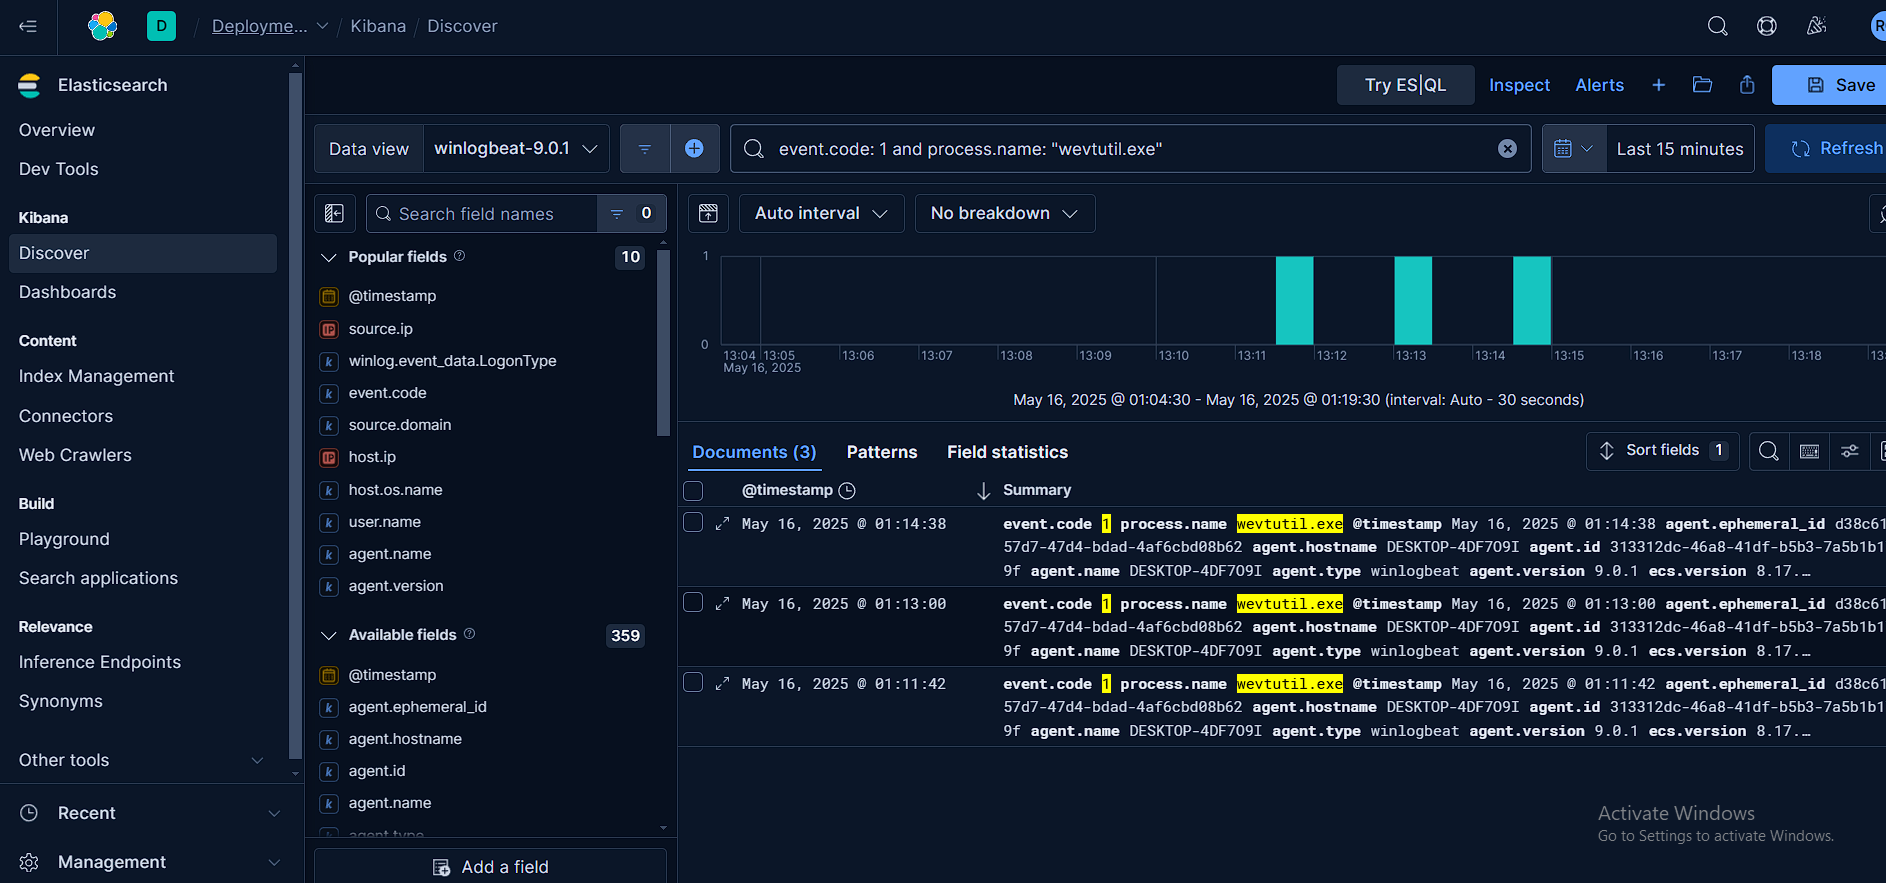 D
Deployme...
Kibana
Discover
R
Elasticsearch
Overview
Dev Tools
Kibana
Discover
Dashboards
Content
Index Management
Connectors
Web Crawlers
Build
Playground
Search applications
Relevance
Inference Endpoints
Synonyms
Other tools
Recent
Management
Try ES|QL
Inspect
Alerts
Save
Data view
winlogbeat-9.0.1
event.code: 1 and process.name: "wevtutil.exe"
Last 15 minutes
Refresh
Search field names
0
Popular fields
10
@timestamp
source.ip
winlog.event_data.LogonType
event.code
source.domain
host.ip
host.os.name
user.name
agent.name
agent.version
Available fields
359
@timestamp
agent.ephemeral_id
agent.hostname
agent.id
agent.name
agent.type
Add a field
Auto interval
No breakdown
1
0
13:04 13:05 13:06 13:07 13:08 13:09 13:10 13:11 13:12 13:13 13:14 13:15 13:16 13:17 13:18 13:
May 16, 2025
May 16, 2025 @ 01:04:30 - May 16, 2025 @ 01:19:30 (interval: Auto - 30 seconds)
Documents (3)
Patterns
Field statistics
Sort fields 1
@timestamp
Summary
May 16, 2025 @ 01:14:38
event.code 1 process.name wevtutil.exe @timestamp May 16, 2025 @ 01:14:38 agent.ephemeral_id d38c61
57d7-47d4-bdad-4af6cbd08b62 agent.hostname DESKTOP-4DF7O9I agent.id 313312dc-46a8-41df-b5b3-7a5b1b1
9f agent.name DESKTOP-4DF7O9I agent.type winlogbeat agent.version 9.0.1 ecs.version 8.17.…
May 16, 2025 @ 01:13:00
event.code 1 process.name wevtutil.exe @timestamp May 16, 2025 @ 01:13:00 agent.ephemeral_id d38c61
57d7-47d4-bdad-4af6cbd08b62 agent.hostname DESKTOP-4DF7O9I agent.id 313312dc-46a8-41df-b5b3-7a5b1b1
9f agent.name DESKTOP-4DF7O9I agent.type winlogbeat agent.version 9.0.1 ecs.version 8.17.…
May 16, 2025 @ 01:11:42
event.code 1 process.name wevtutil.exe @timestamp May 16, 2025 @ 01:11:42 agent.ephemeral_id d38c61
57d7-47d4-bdad-4af6cbd08b62 agent.hostname DESKTOP-4DF7O9I agent.id 313312dc-46a8-41df-b5b3-7a5b1b1
9f agent.name DESKTOP-4DF7O9I agent.type winlogbeat agent.version 9.0.1 ecs.version 8.17.…
Activate Windows
Go to Settings to activate Windows.